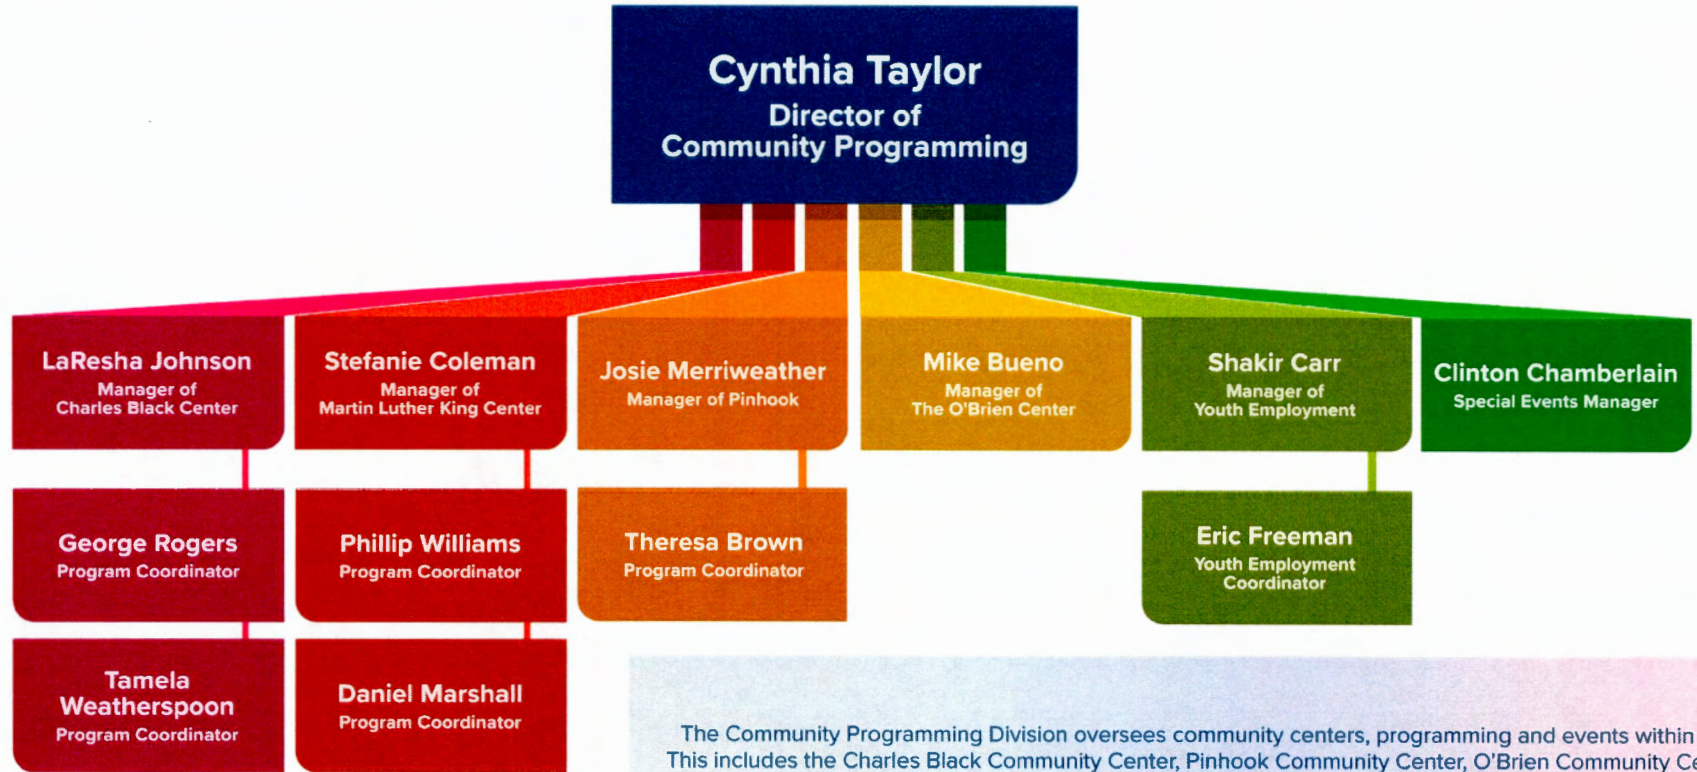 Cynthia Taylor
Director of
Community Programming
LaResha Johnson
Manager of
Charles Black Center
Stefanie Coleman
Manager of
Martin Luther King Center
Josie Merriweather
Manager of Pinhook
Mike Bueno
Manager of
The O'Brien Center
Shakir Carr
Manager of
Youth Employment
Clinton Chamberlain
Special Events Manager
George Rogers
Program Coordinator
Phillip Williams
Program Coordinator
Theresa Brown
Program Coordinator
Eric Freeman
Youth Employment
Coordinator
Tamela
Weatherspoon
Program Coordinator
Daniel Marshall
Program Coordinator
The Community Programming Division oversees community centers, programming and events within
This includes the Charles Black Community Center, Pinhook Community Center, O'Brien Community Ce